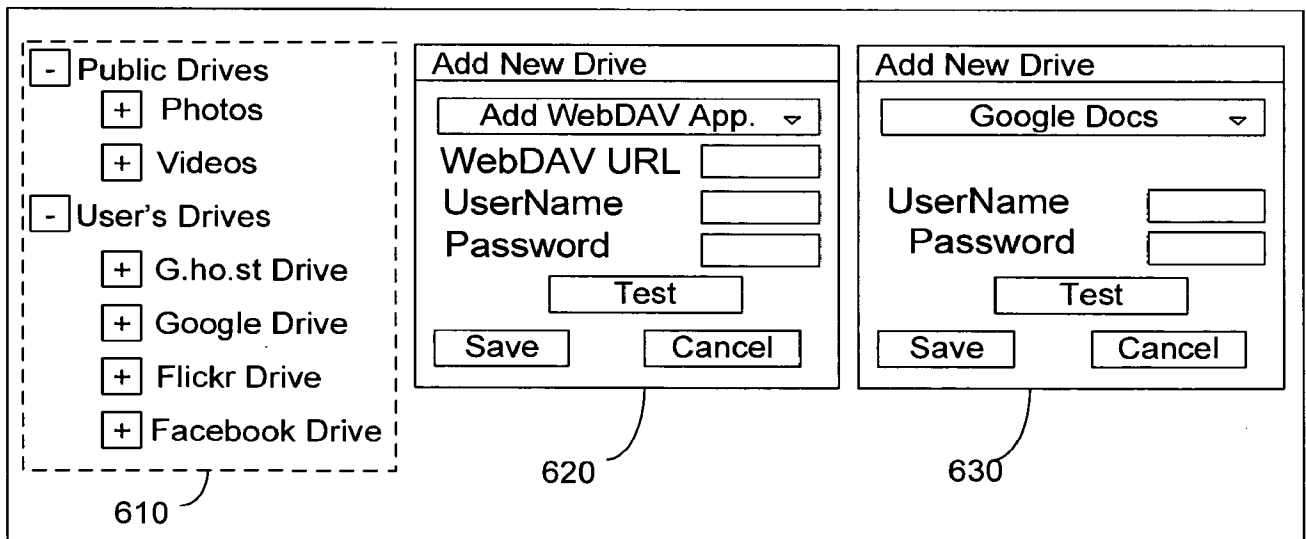 - Public Drives
+ Photos
+ Videos
- User's Drives
+ G.ho.st Drive
+ Google Drive
+ Flickr Drive
+ Facebook Drive
610
Add New Drive
Add WebDAV App.
WebDAV URL
UserName
Password
Test
Save Cancel
620
Add New Drive
Google Docs
UserName
Password
Test
Save Cancel
630